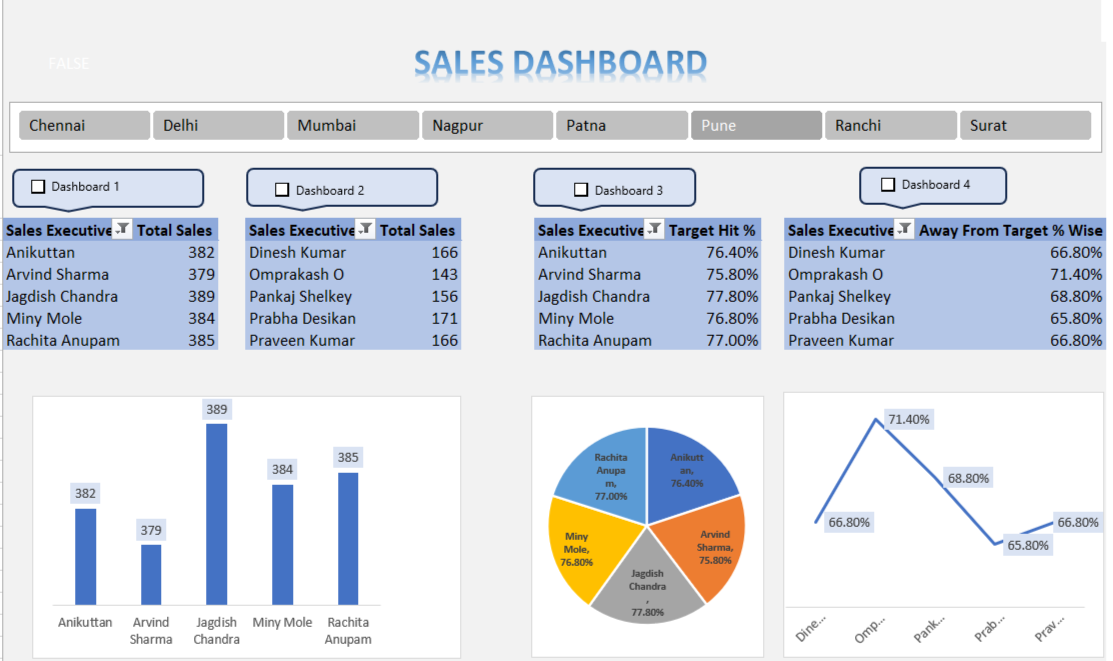 FALSE
SALES DASHBOARD
Chennai Delhi Mumbai Nagpur Patna Pune Ranchi Surat
Dashboard 1 Dashboard 2 Dashboard 3 Dashboard 4
Sales Executive Total Sales
Anikuttan 382
Arvind Sharma 379
Jagdish Chandra 389
Miny Mole 384
Rachita Anupam 385
Sales Executive Total Sales
Dinesh Kumar 166
Omprakash O 143
Pankaj Shelkey 156
Prabha Desikan 171
Praveen Kumar 166
Sales Executive Target Hit %
Anikuttan 76.40%
Arvind Sharma 75.80%
Jagdish Chandra 77.80%
Miny Mole 76.80%
Rachita Anupam 77.00%
Sales Executive Away From Target % Wise
Dinesh Kumar 66.80%
Omprakash O 71.40%
Pankaj Shelkey 68.80%
Prabha Desikan 65.80%
Praveen Kumar 66.80%
382
379
389
384
385
Anikuttan
Arvind
Sharma
Jagdish
Chandra
Miny Mole
Rachita
Anupam
Rachita
Anupa
m,
77.00%
Anikutt
an,
76.40%
Miny
Mole,
76.80%
Arvind
Sharma,
75.80%
Jagdish
Chandra
,
77.80%
66.80%
71.40%
68.80%
65.80%
66.80%
Dine...
Omp...
Pank...
Prab...
Prav...